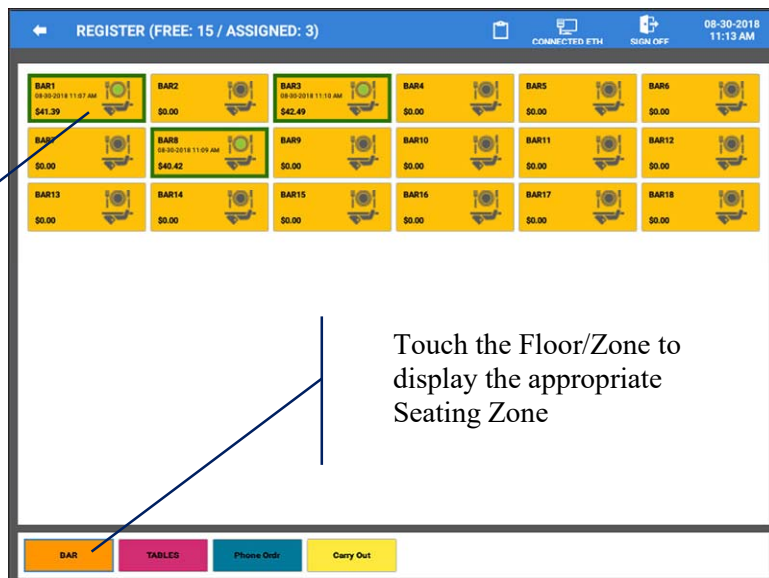 REGISTER (FREE: 15 / ASSIGNED: 3)
CONNECTED ETH
SIGN OFF
08-30-2018
11:13 AM
BAR1
08-30-2018 11:07 AM
$41.39
BAR2
$0.00
BAR3
08-30-2018 11:10 AM
$42.49
BAR4
$0.00
BAR5
$0.00
BAR6
$0.00
BAR7
$0.00
BAR8
08-30-2018 11:09 AM
$40.42
BAR9
$0.00
BAR10
$0.00
BAR11
$0.00
BAR12
$0.00
BAR13
$0.00
BAR14
$0.00
BAR15
$0.00
BAR16
$0.00
BAR17
$0.00
BAR18
$0.00
Touch the Floor/Zone to
display the appropriate
Seating Zone
BAR
TABLES
Phone Ordr
Carry Out